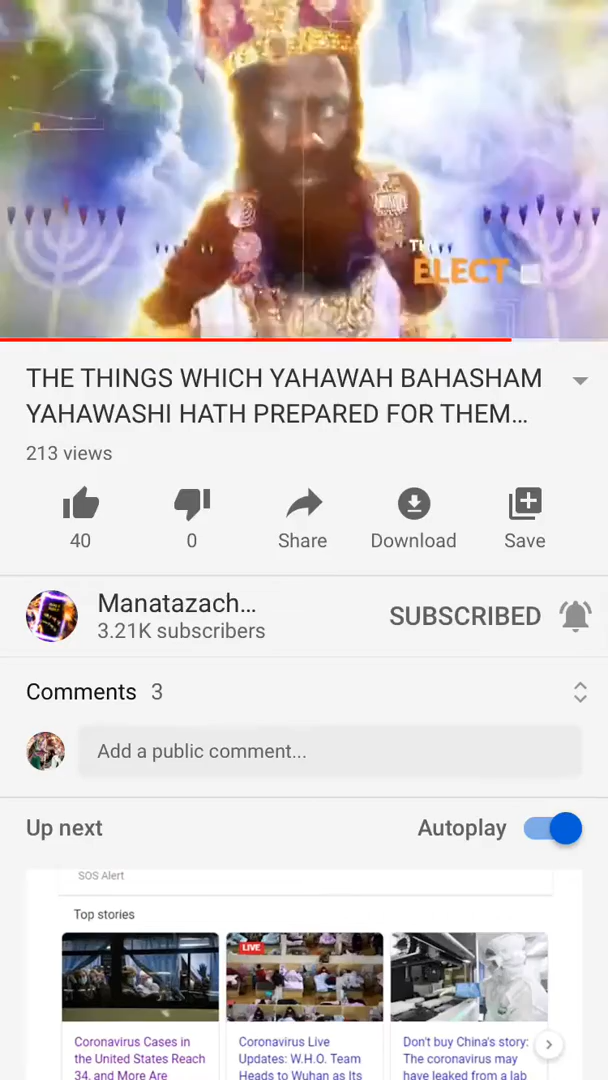 TH
ELECT
THE THINGS WHICH YAHAWAH BAHASHAM
YAHAWASHI HATH PREPARED FOR THEM...
213 views
40
0
Share
Download
Save
Manatazach...
3.21K subscribers
SUBSCRIBED
Comments 3
Add a public comment...
Up next
Autoplay
SOS Alert
Top stories
LIVE
Coronavirus Cases in
the United States Reach
34, and More Are
Coronavirus Live
Updates: W.H.O. Team
Heads to Wuhan as Its
Don't buy China's story:
The coronavirus may
have leaked from a lab